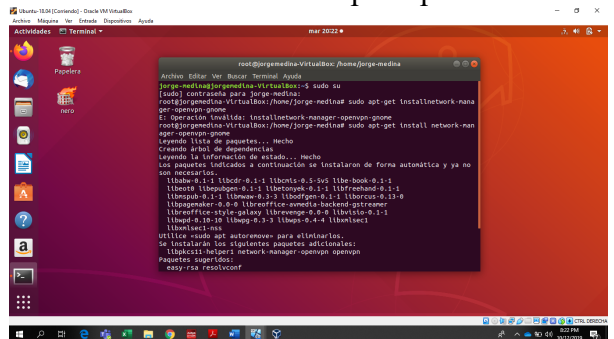 Ubuntu-18.04 [Corriendo] - Oracle VM VirtualBox
Archivo Máquina Ver Entrada Dispositivos Ayuda
Actividades Terminal mar 20:22
Papelera
nero
root@jorgemedina-VirtualBox: /home/jorge-medina
Archivo Editar Ver Buscar Terminal Ayuda
jorge-medina@jorgemedina-VirtualBox:~$ sudo su
[sudo] contraseña para jorge-medina:
root@jorgemedina-VirtualBox:/home/jorge-medina# sudo apt-get installnetwork-mana
ger-openvpn-gnome
E: Operación inválida: installnetwork-manager-openvpn-gnome
root@jorgemedina-VirtualBox:/home/jorge-medina# sudo apt-get install network-man
ager-openvpn-gnome
Leyendo lista de paquetes... Hecho
Creando árbol de dependencias
Leyendo la información de estado... Hecho
Los paquetes indicados a continuación se instalaron de forma automática y ya no
son necesarios.
libabw-0.1-1 libcdr-0.1-1 libcmis-0.5-5v5 libe-book-0.1-1
libeot0 libepubgen-0.1-1 libetonyek-0.1-1 libfreehand-0.1-1
libmspub-0.1-1 libmwaw-0.3-3 libodfgen-0.1-1 liborcus-0.13-0
libpagemaker-0.0-0 libreoffice-avmedia-backend-gstreamer
libreoffice-style-galaxy librevenge-0.0-0 libvisio-0.1-1
libwpd-0.10-10 libwpg-0.3-3 libwps-0.4-4 libxmlsec1
libxmlsec1-nss
Utilice «sudo apt autoremove» para eliminarlos.
Se instalarán los siguientes paquetes adicionales:
libpkcs11-helper1 network-manager-openvpn openvpn
Paquetes sugeridos:
easy-rsa resolvconf
CTRL DERECHA
8:22 PM
10/12/2019